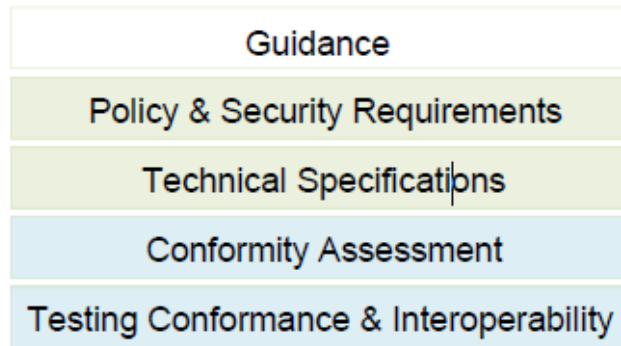 Guidance
Policy & Security Requirements
Technical Specifications
Conformity Assessment
Testing Conformance & Interoperability